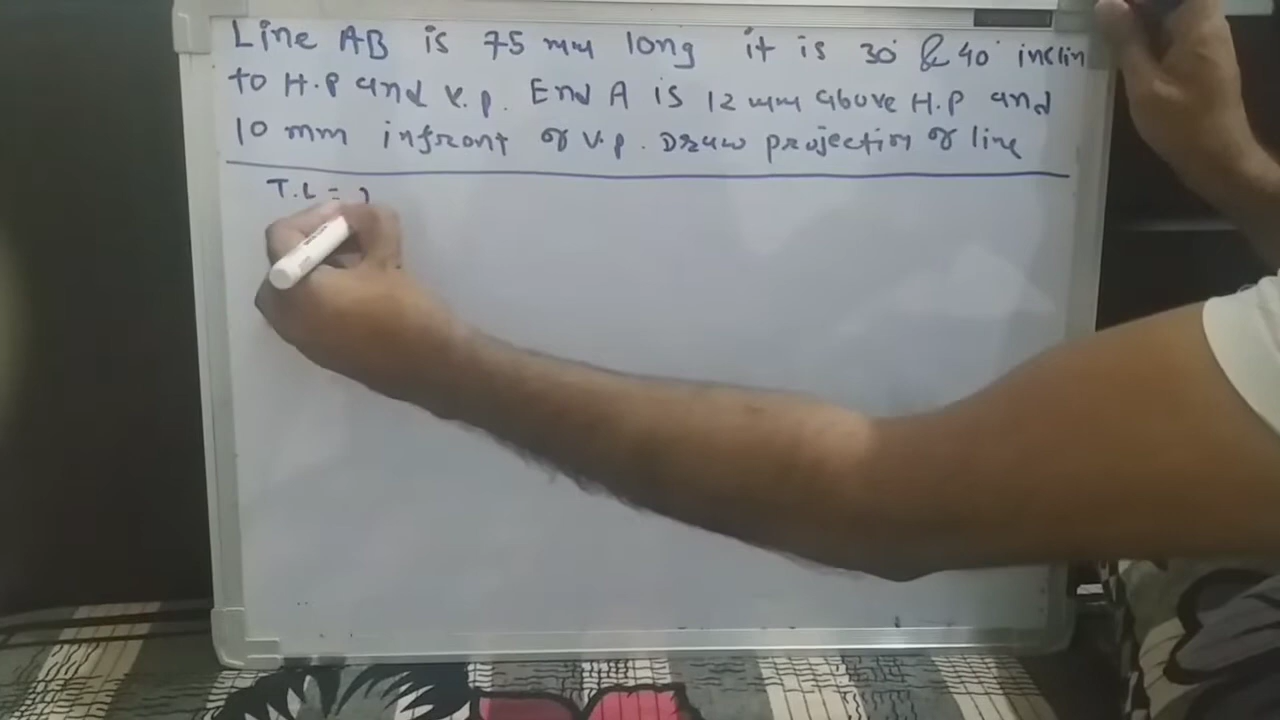 Line AB is 75 mm long it is 30° & 40° inclin
to H.P and V.P. End A is 12 mm above H.P and
10 mm infront of V.P. Draw projection of line
T.L =